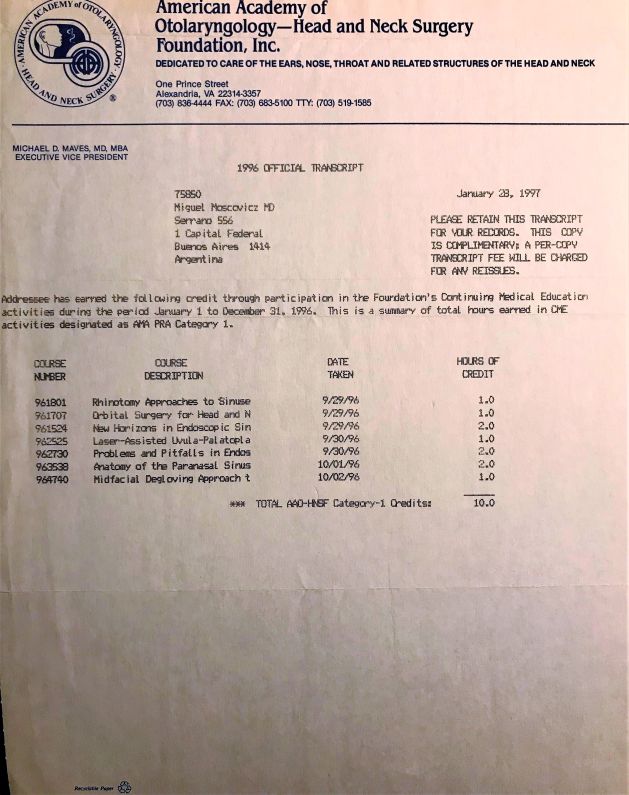 AMERICAN ACADEMY of OTOLARYNGOLOGY • HEAD AND NECK SURGERY •
American Academy of
Otolaryngology—Head and Neck Surgery
Foundation, Inc.
DEDICATED TO CARE OF THE EARS, NOSE, THROAT AND RELATED STRUCTURES OF THE HEAD AND NECK
One Prince Street
Alexandria, VA 22314-3357
(703) 836-4444 FAX: (703) 683-5100 TTY: (703) 519-1585
MICHAEL D. MAVES, MD, MBA
EXECUTIVE VICE PRESIDENT
1996 OFFICIAL TRANSCRIPT
75850
Miguel Moscovicz MD
Serrano 556
1 Capital Federal
Buenos Aires 1414
Argentina
January 28, 1997
PLEASE RETAIN THIS TRANSCRIPT
FOR YOUR RECORDS. THIS COPY
IS COMPLIMENTARY; A PER-COPY
TRANSCRIPT FEE WILL BE CHARGED
FOR ANY REISSUES.
Addressee has earned the following credit through participation in the Foundation's Continuing Medical Education
activities during the period January 1 to December 31, 1996. This is a summary of total hours earned in CME
activities designated as AMA PRA Category 1.
COURSE COURSE DATE HOURS OF
NUMBER DESCRIPTION TAKEN CREDIT
961801 Rhinotomy Approaches to Sinuse 9/29/96 1.0
961707 Orbital Surgery for Head and N 9/29/96 1.0
961524 New Horizons in Endoscopic Sin 9/29/96 2.0
962525 Laser-Assisted Uvula-Palatopla 9/30/96 1.0
962730 Problems and Pitfalls in Endos 9/30/96 2.0
963538 Anatomy of the Paranasal Sinus 10/01/96 2.0
964740 Midfacial Degloving Approach t 10/02/96 1.0
*** TOTAL AAO-HNSF Category-1 Credits: 10.0
Recyclable Paper